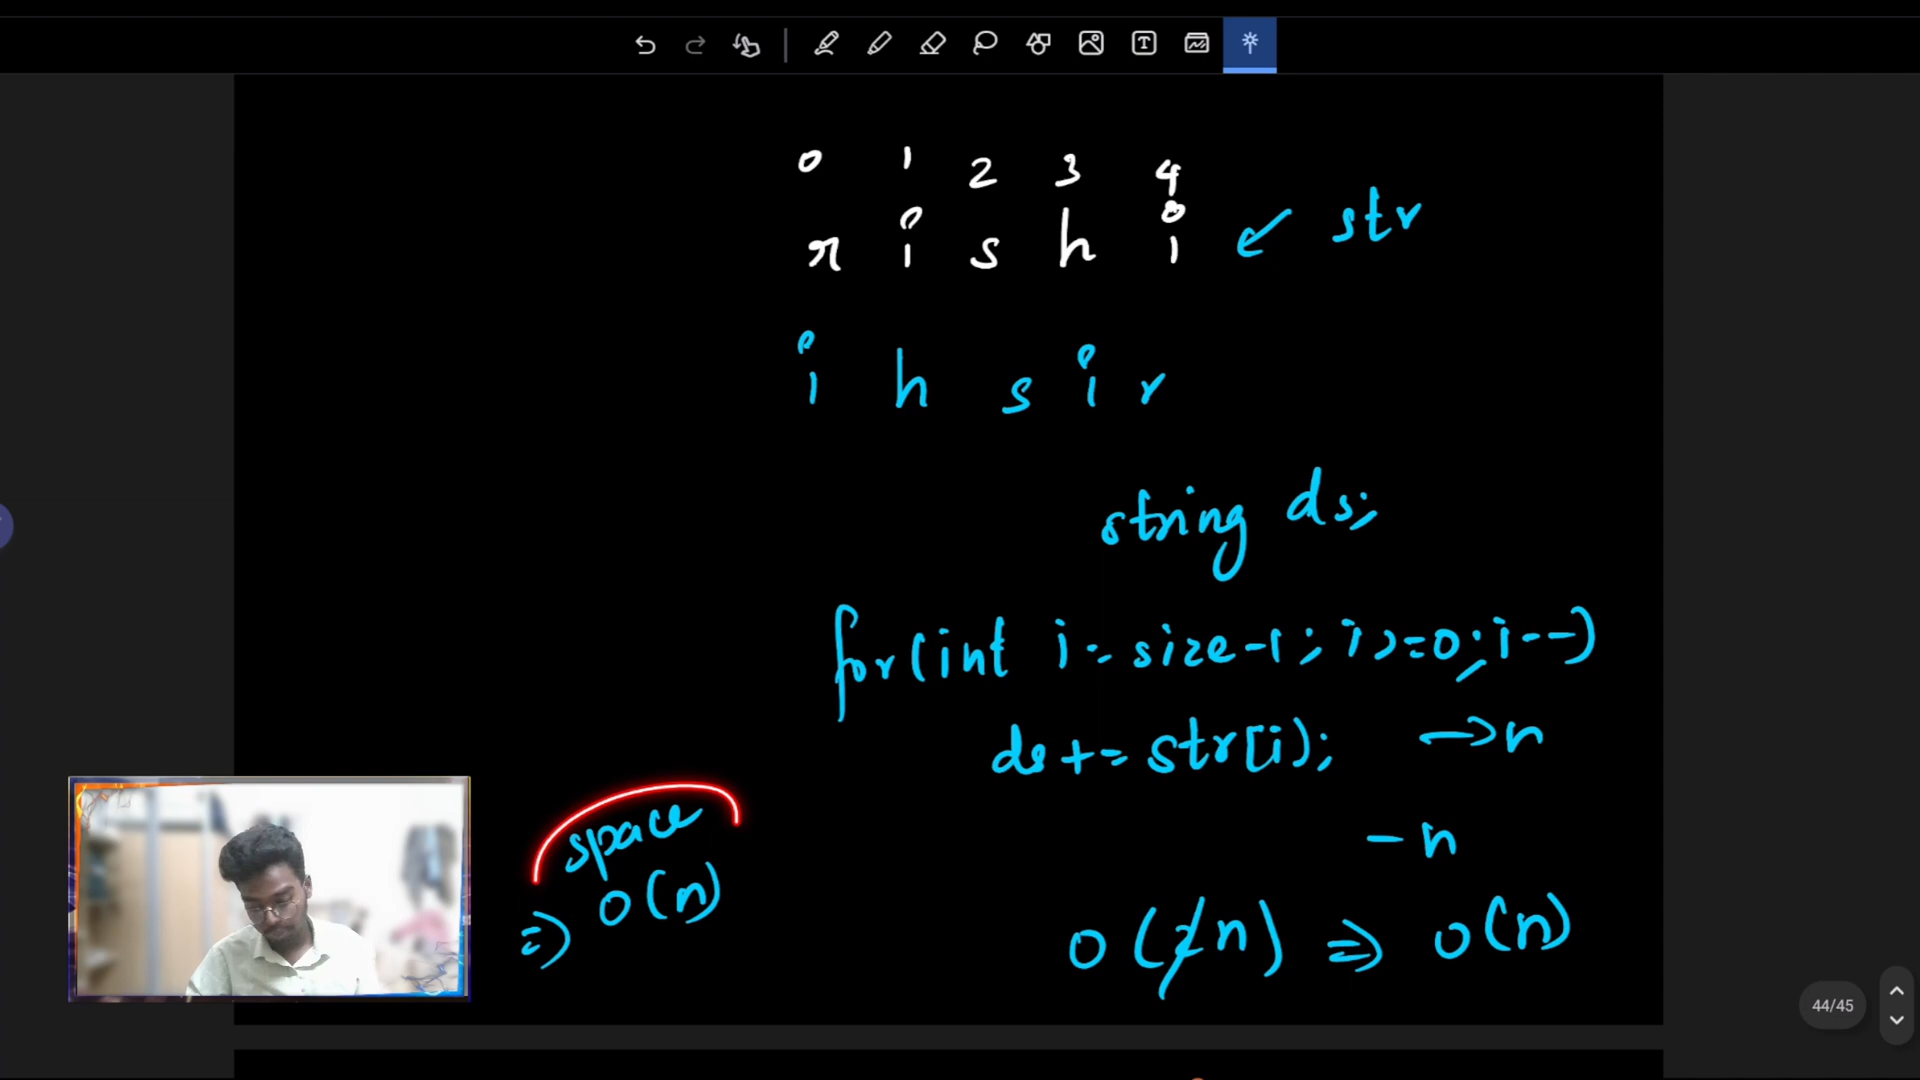 0 1 2 3 4
r i s h i ↙ str
i h s i r
string ds;
for(int i=size-1; i>=0; i--)
ds += str[i]; → n
- n
space
⇒ O(n)
O(2n) ⇒ O(n)
44/45